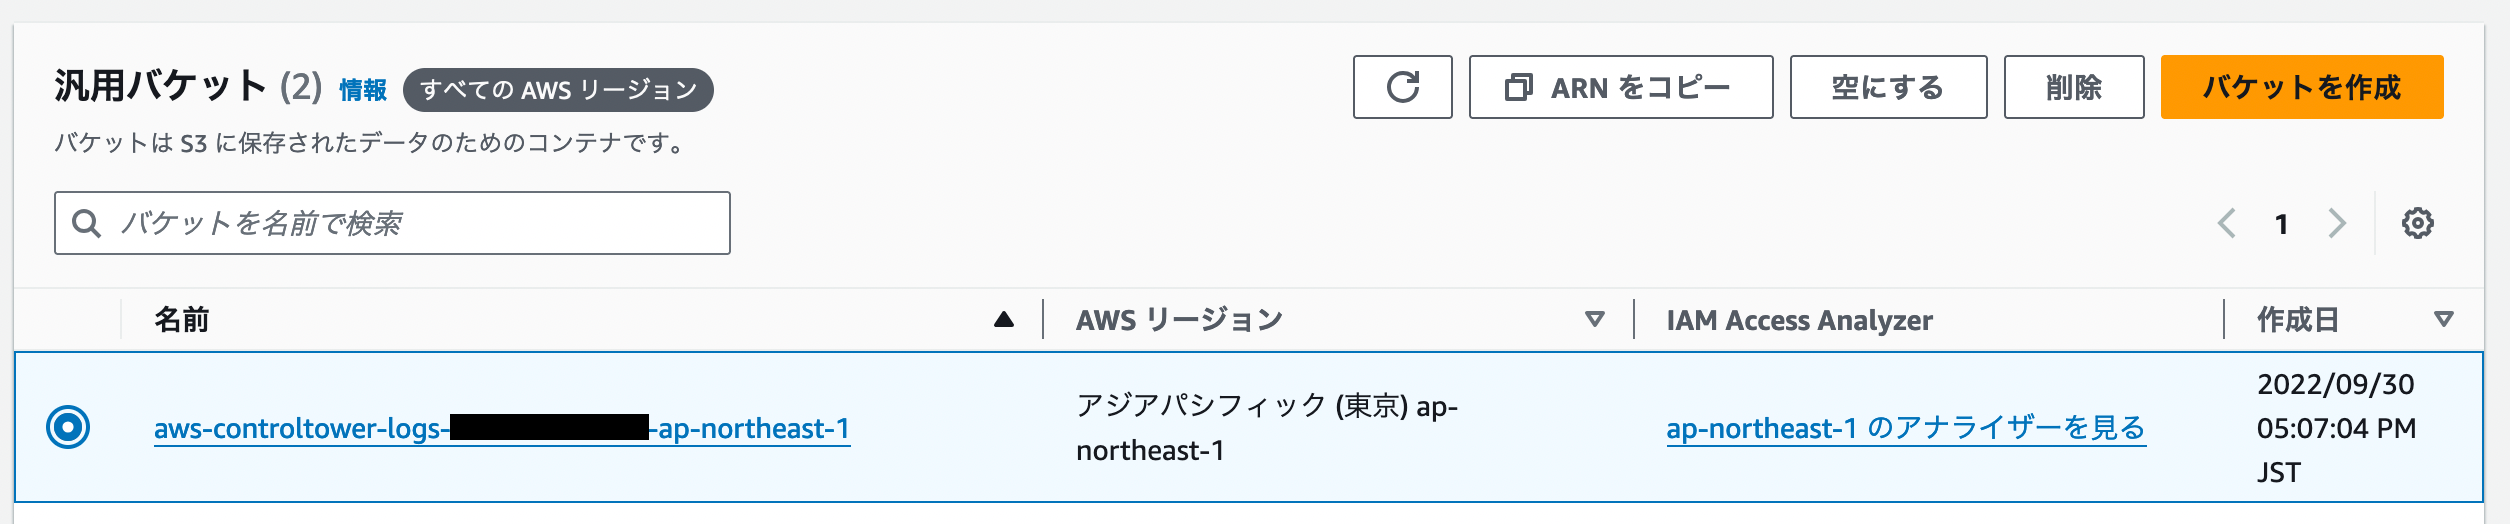 汎用バケット (2) 情報 すべての AWS リージョン
ARN をコピー 空にする 削除 バケットを作成
バケットは S3 に保存されたデータのためのコンテナです。
バケットを名前で検索
1
名前 AWS リージョン IAM Access Analyzer 作成日
aws-controltower-logs- -ap-northeast-1
アジアパシフィック (東京) ap-
northeast-1
ap-northeast-1 のアナライザーを見る
2022/09/30
05:07:04 PM
JST